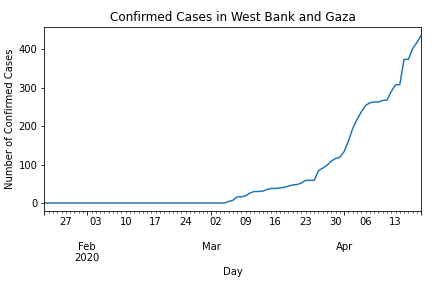 Confirmed Cases in West Bank and Gaza
Number of Confirmed Cases
400
300
200
100
0
27 03 10 17 24 02 09 16 23 30 06 13
Feb Mar Apr
2020
Day